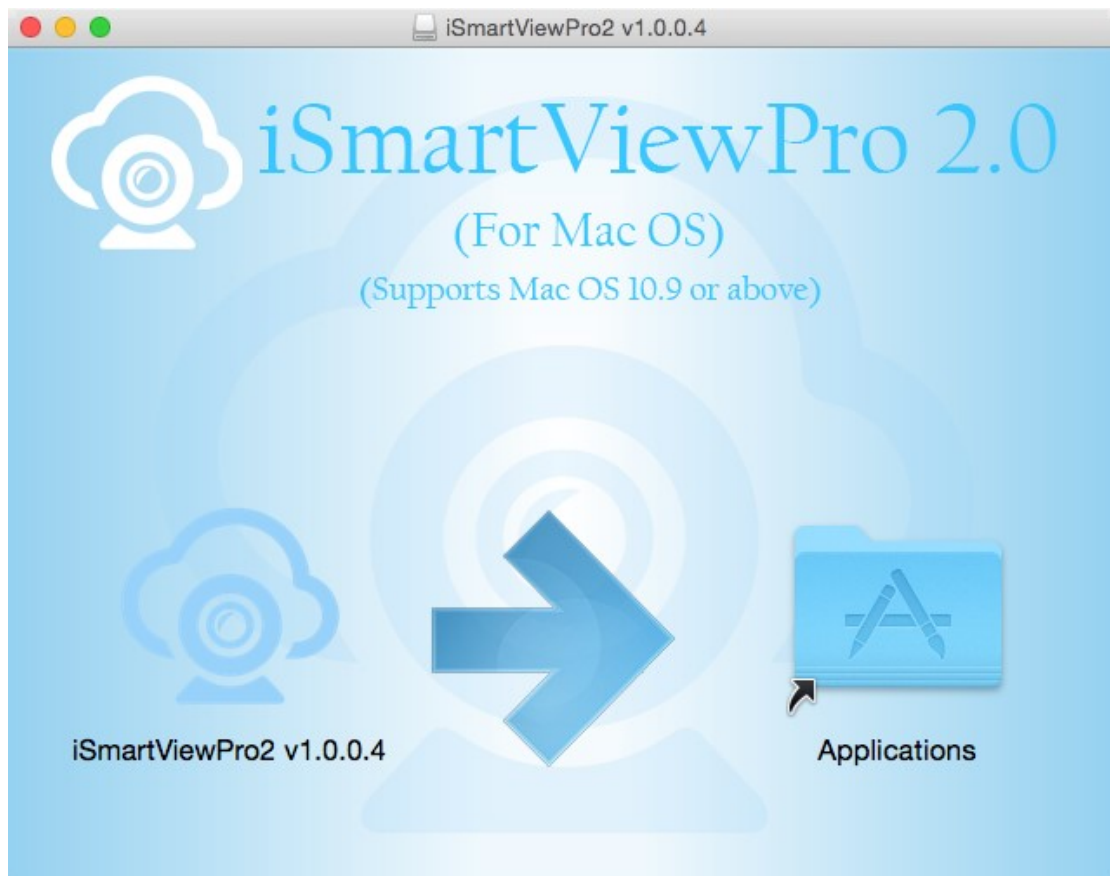 iSmartViewPro2 v1.0.0.4
iSmartViewPro 2.0
(For Mac OS)
(Supports Mac OS 10.9 or above)
iSmartViewPro2 v1.0.0.4
Applications